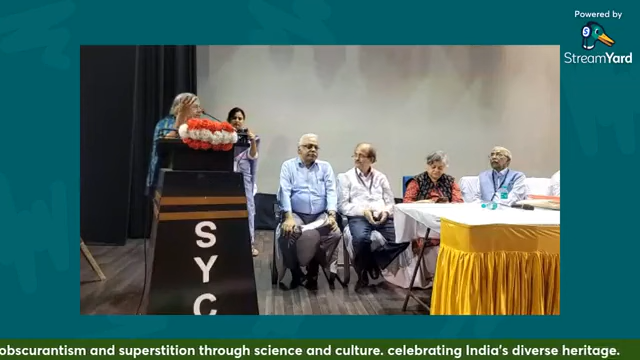 Powered by
StreamYard
SYC
obscurantism and superstition through science and culture. celebrating India's diverse heritage.